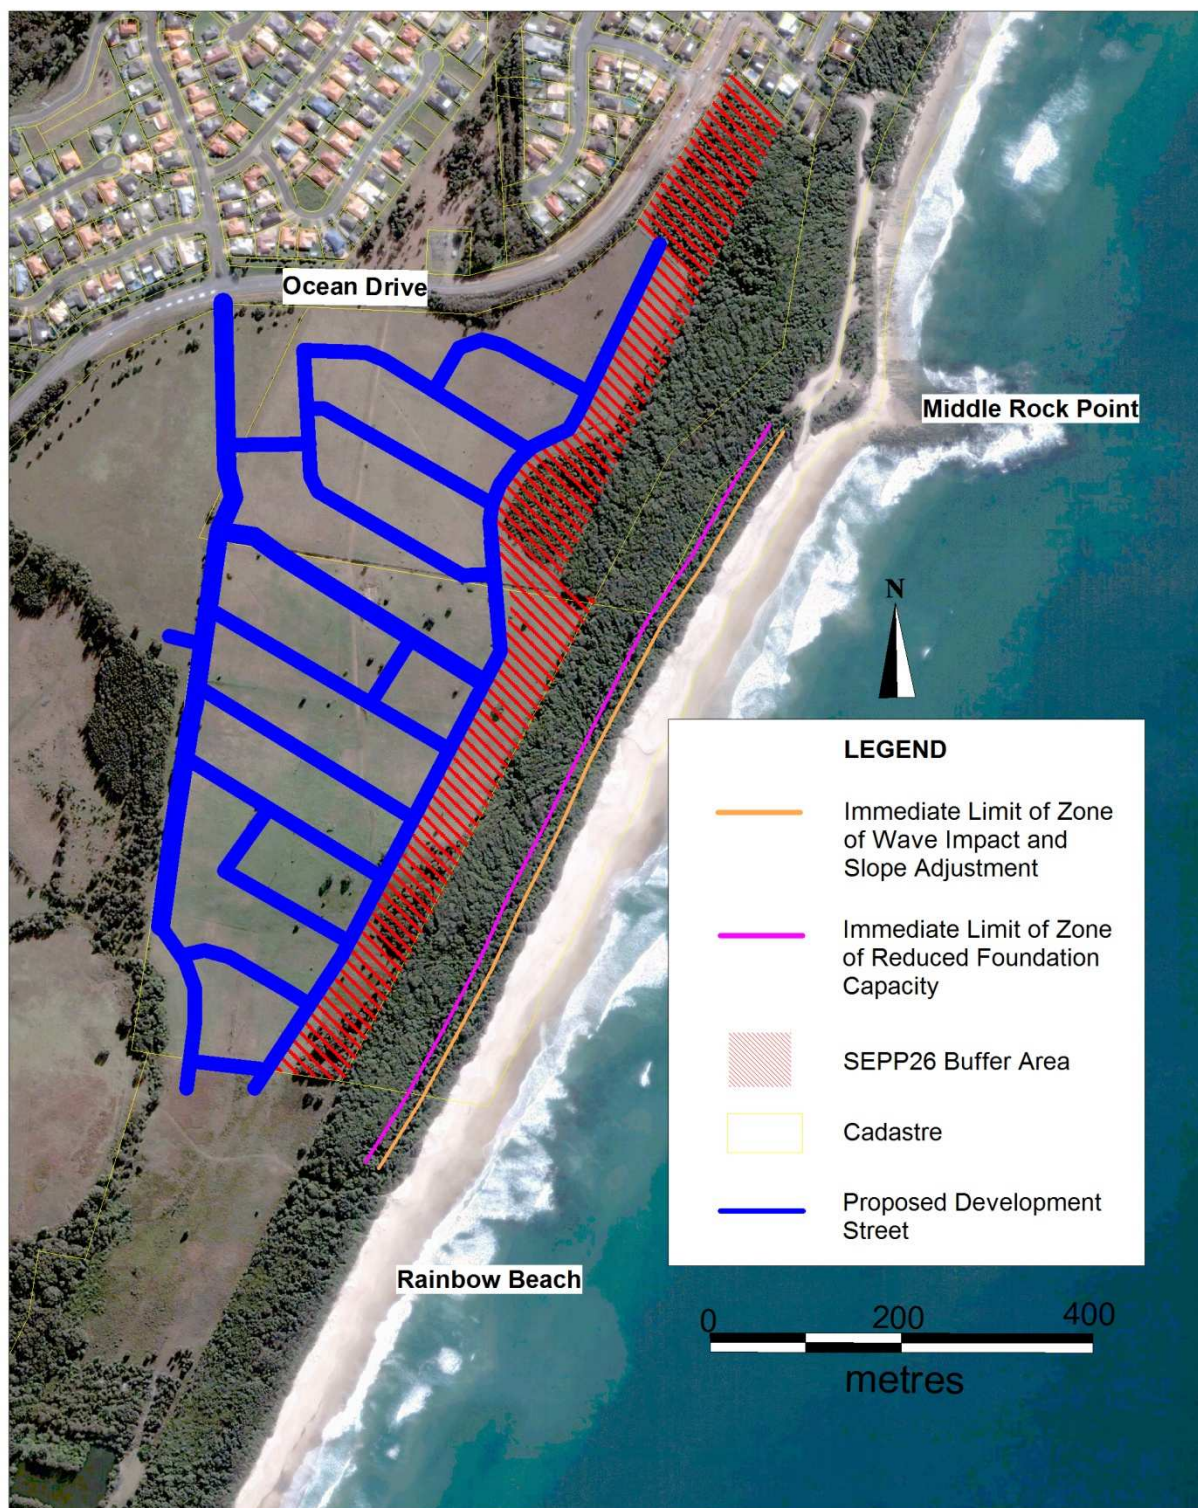 Ocean Drive
Middle Rock Point
N
LEGEND
Immediate Limit of Zone
of Wave Impact and
Slope Adjustment
Immediate Limit of Zone
of Reduced Foundation
Capacity
SEPP26 Buffer Area
Cadastre
Proposed Development
Street
Rainbow Beach
0 200 400
metres